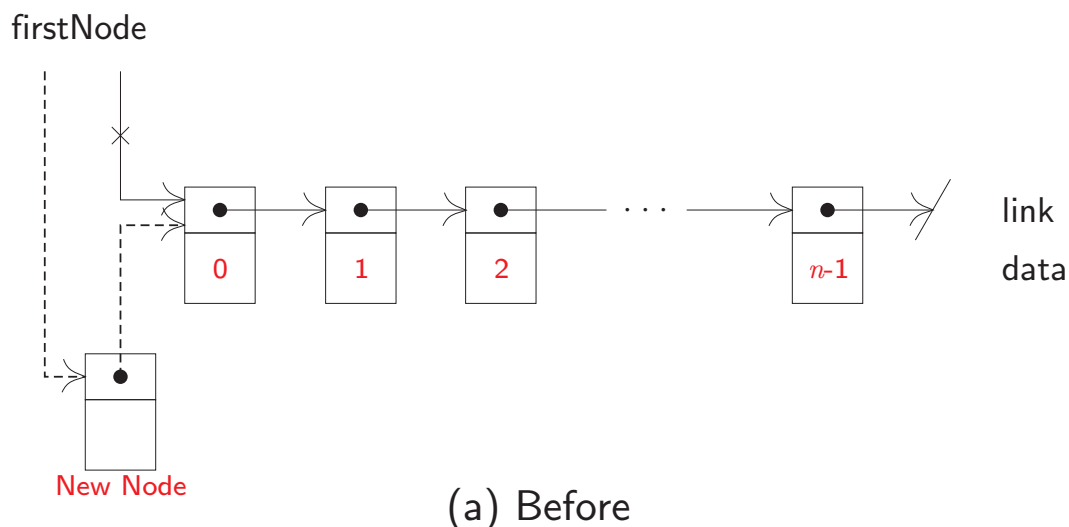 firstNode
· · ·
link
0 1 2 n-1 data
New Node
(a) Before